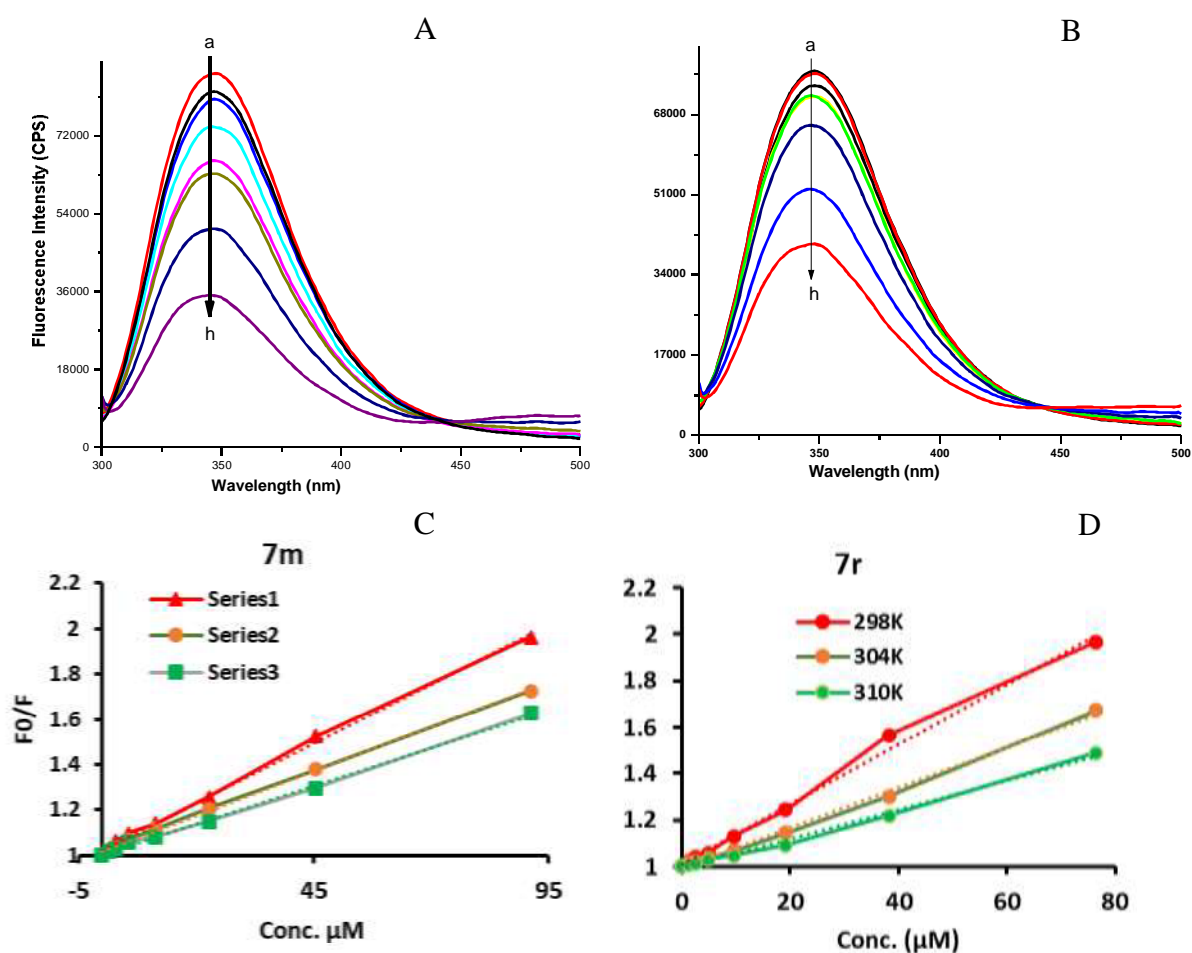 A
a
Fluorescence Intensity (CPS)
72000
54000
36000
18000
0
h
300
350
400
450
500
Wavelength (nm)
B
a
68000
51000
34000
17000
0
h
300
350
400
450
500
Wavelength (nm)
C
7m
2.2
2
1.8
1.6
1.4
1.2
1
F0/F
Series1
Series2
Series3
-5
45
95
Conc. µM
D
7r
2.2
2
1.8
1.6
1.4
1.2
1
298K
304K
310K
0
20
40
60
80
Conc. (µM)